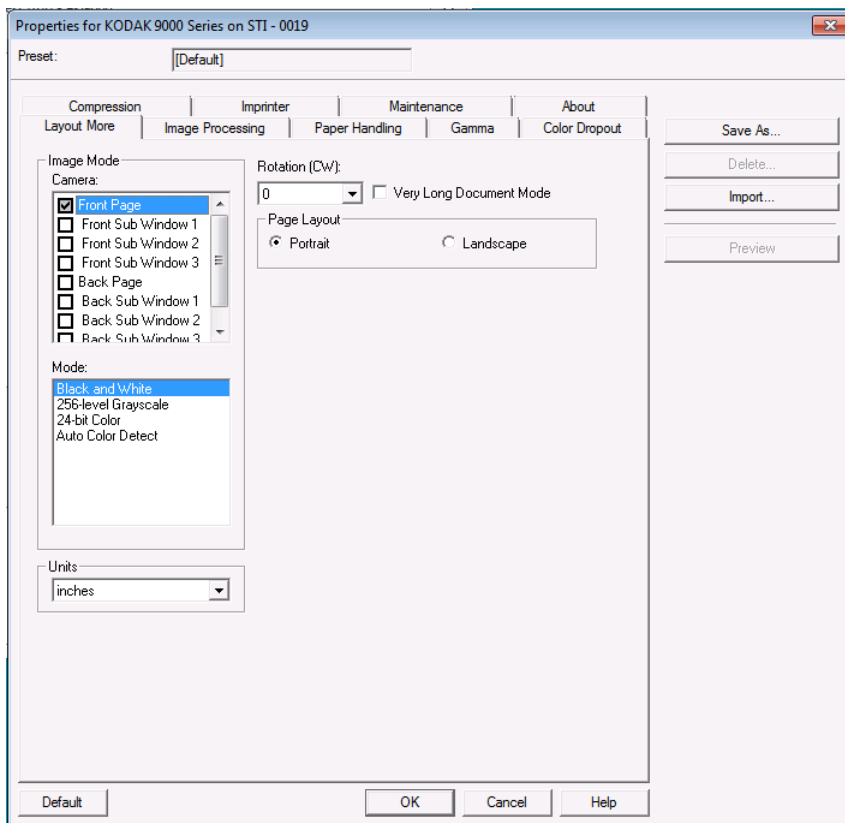 Properties for KODAK 9000 Series on STI - 0019
Preset: [Default]
Compression Imprinter Maintenance About
Layout More Image Processing Paper Handling Gamma Color Dropout
Save As...
Delete...
Import...
Preview
Image Mode
Camera:
Front Page
Front Sub Window 1
Front Sub Window 2
Front Sub Window 3
Back Page
Back Sub Window 1
Back Sub Window 2
Back Sub Window 3
Mode:
Black and White
256-level Grayscale
24-bit Color
Auto Color Detect
Units
inches
Rotation (CW):
0 Very Long Document Mode
Page Layout
Portrait Landscape
Default OK Cancel Help